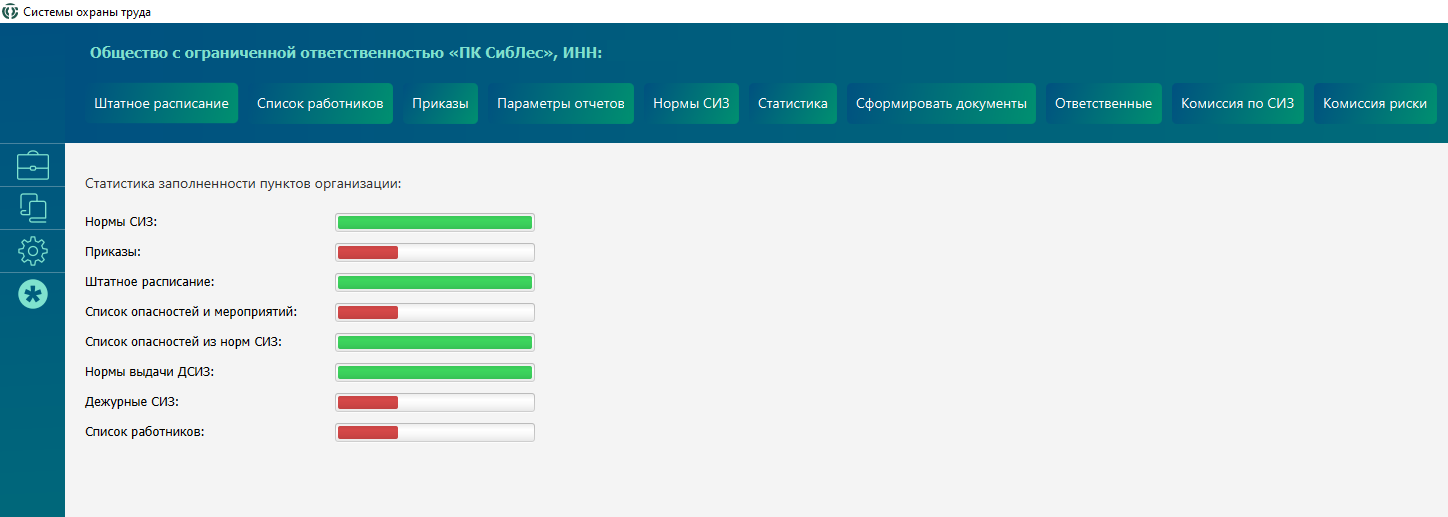 Системы охраны труда
Общество с ограниченной ответственностью «ПК СибЛес», ИНН:
Штатное расписание Список работников Приказы Параметры отчетов Нормы СИЗ Статистика Сформировать документы Ответственные Комиссия по СИЗ Комиссия риски
Статистика заполненности пунктов организации:
Нормы СИЗ:
Приказы:
Штатное расписание:
Список опасностей и мероприятий:
Список опасностей из норм СИЗ:
Нормы выдачи ДСИЗ:
Дежурные СИЗ:
Список работников: